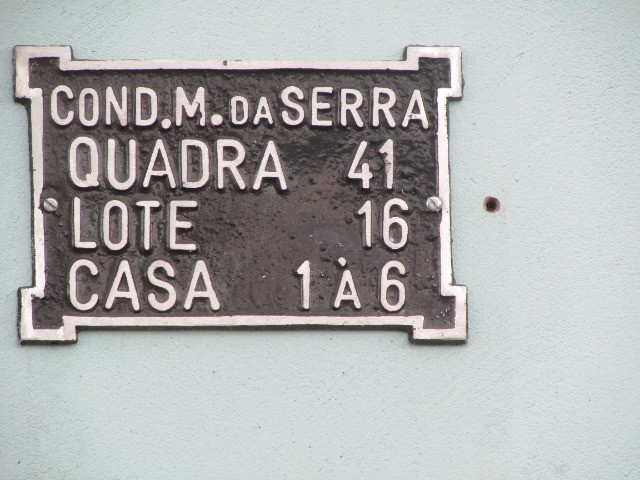 COND.M. DA SERRA
QUADRA 41
LOTE 16
CASA 1 À 6